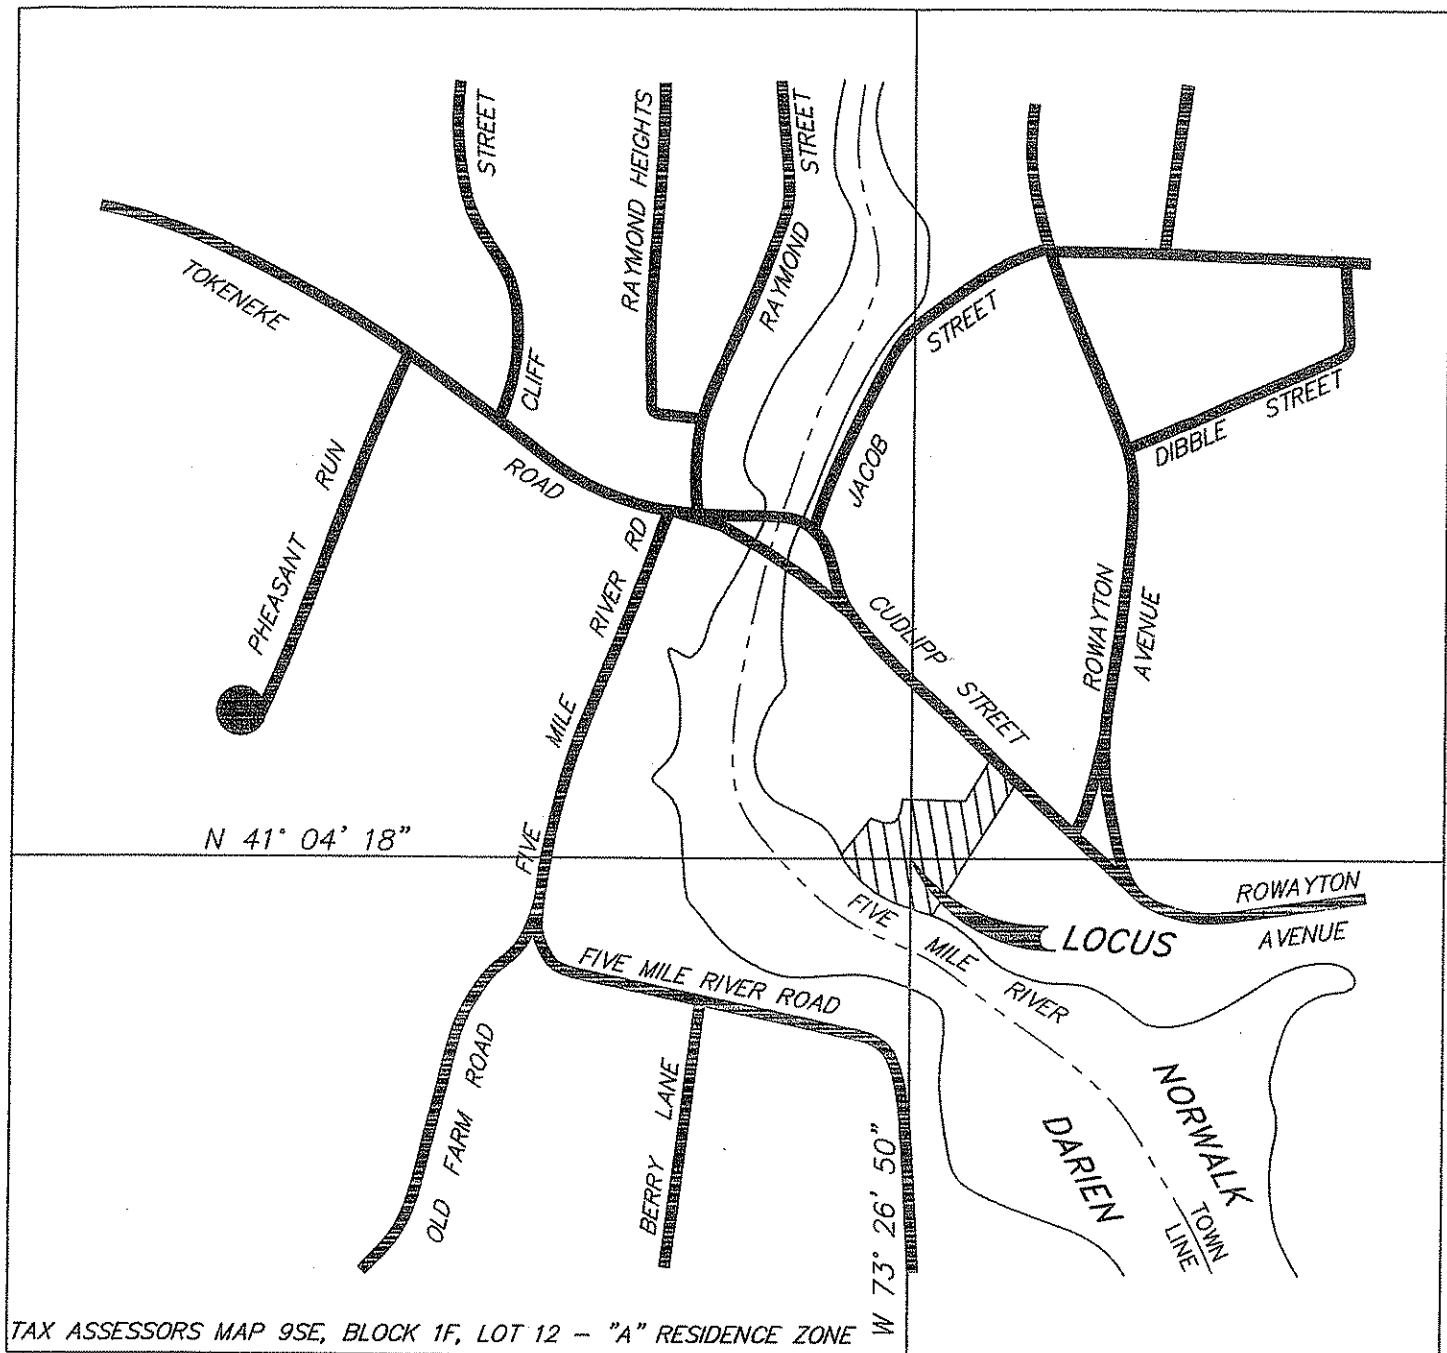 STREET
RAYMOND HEIGHTS
STREET
TOKENEKE
CLIFF
RAYMOND
STREET
JACOB
DIBBLE STREET
ROAD
PHEASANT RUN
FIVE MILE RIVER RD
CUDLIPP STREET
ROWAYTON
AVENUE
N 41° 04' 18"
ROWAYTON
AVENUE
LOCUS
FIVE MILE RIVER
FIVE MILE RIVER ROAD
OLD FARM ROAD
BERRY LANE
W 73° 26' 50"
NORWALK
DARIEN
TOWN
LINE
TAX ASSESSORS MAP 9SE, BLOCK 1F, LOT 12 - "A" RESIDENCE ZONE